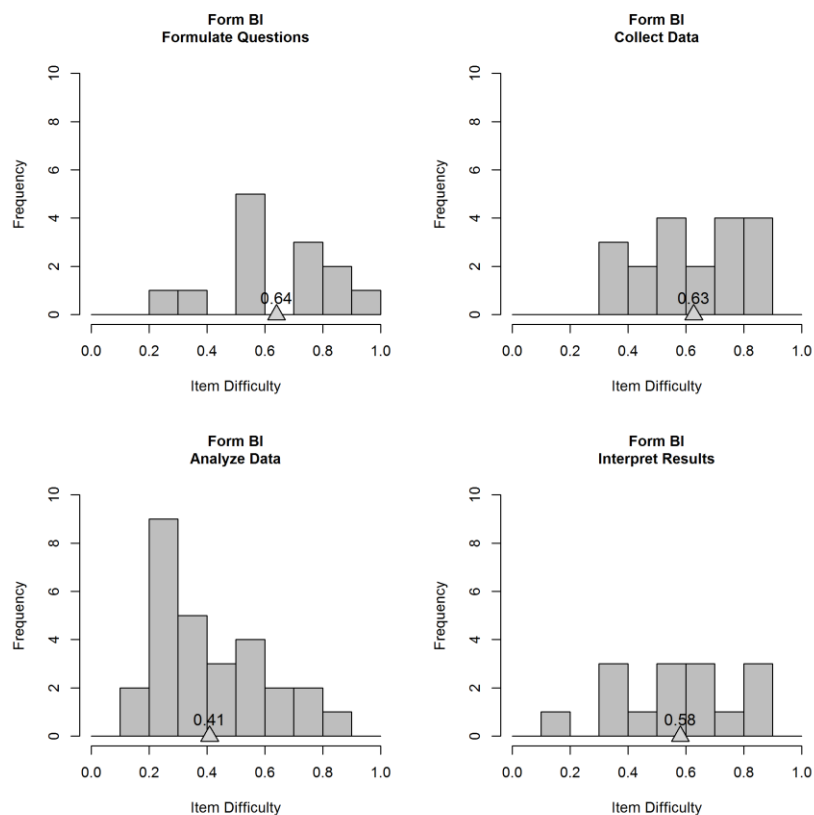 Form BI
Formulate Questions
10
8
6
4
2
0
Frequency
0.64
0.0 0.2 0.4 0.6 0.8 1.0
Item Difficulty
Form BI
Collect Data
10
8
6
4
2
0
Frequency
0.63
0.0 0.2 0.4 0.6 0.8 1.0
Item Difficulty
Form BI
Analyze Data
10
8
6
4
2
0
Frequency
0.41
0.0 0.2 0.4 0.6 0.8 1.0
Item Difficulty
Form BI
Interpret Results
10
8
6
4
2
0
Frequency
0.58
0.0 0.2 0.4 0.6 0.8 1.0
Item Difficulty